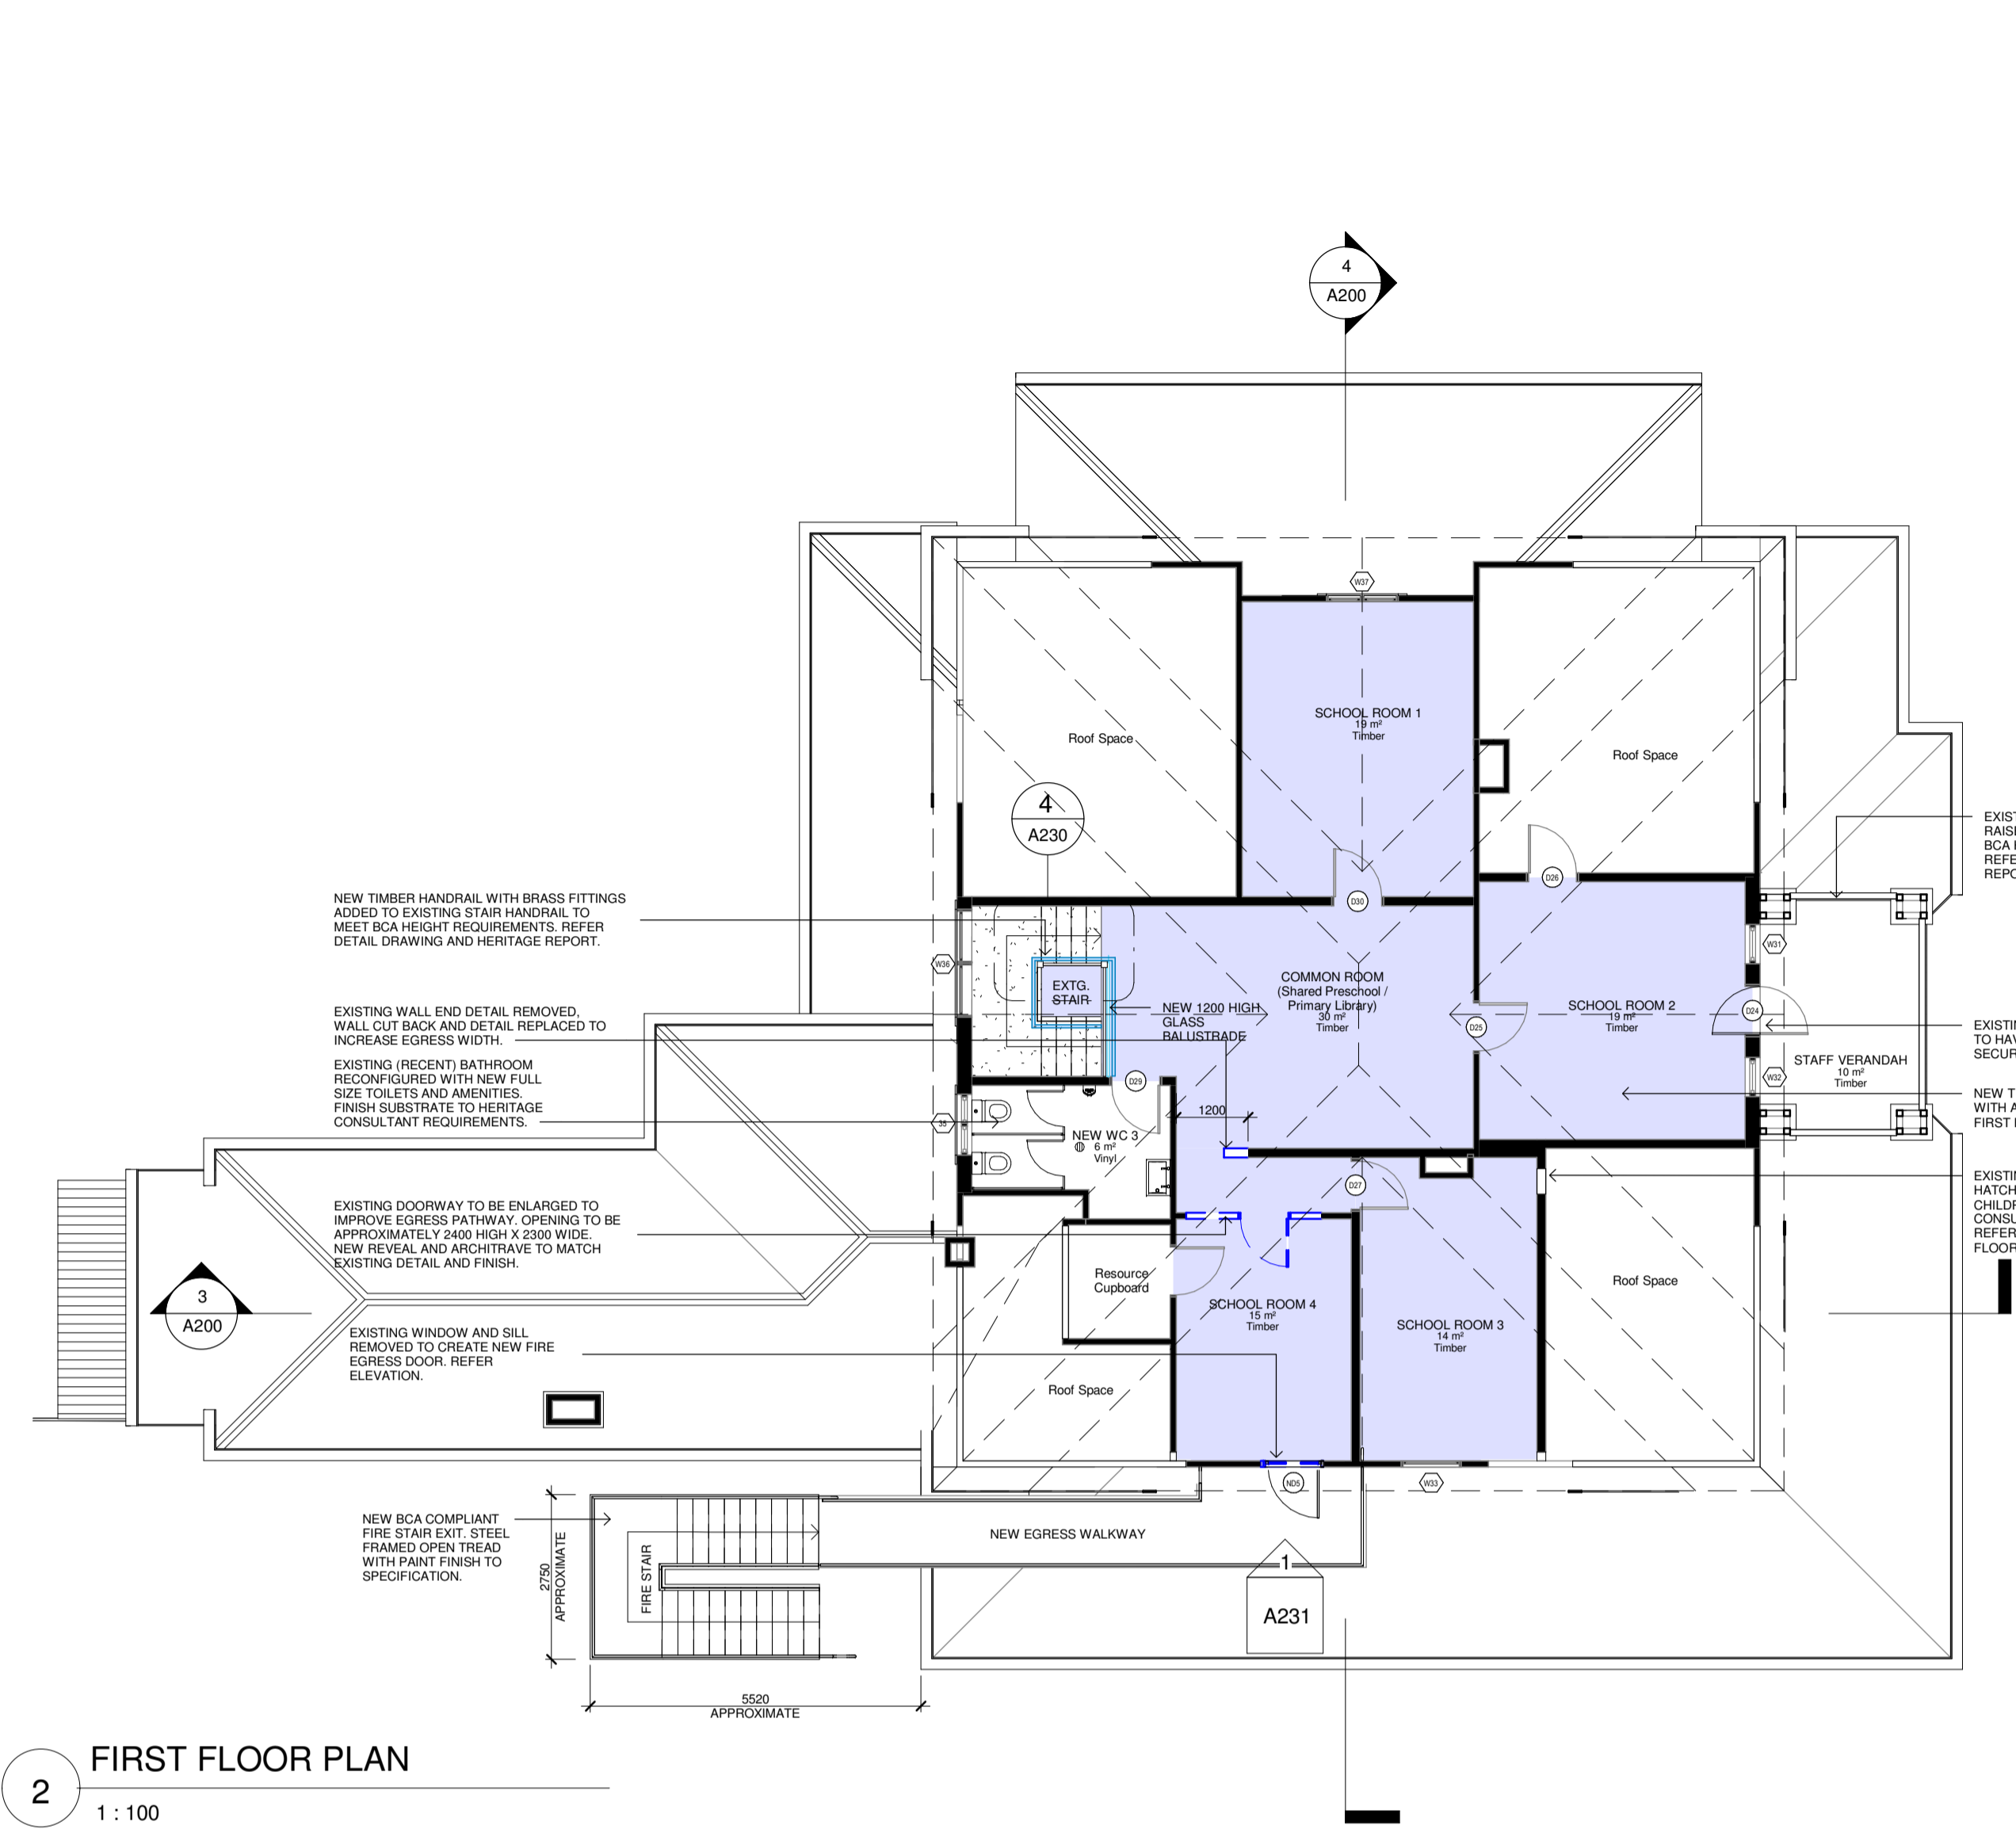 4
A200
W37
SCHOOL ROOM 1
19 m²
Timber
Roof Space
Roof Space
4
A230
D26
D30
NEW TIMBER HANDRAIL WITH BRASS FITTINGS
ADDED TO EXISTING STAIR HANDRAIL TO
MEET BCA HEIGHT REQUIREMENTS. REFER
DETAIL DRAWING AND HERITAGE REPORT.
W36
W31
EXTG.
STAIR
COMMON ROOM
(Shared Preschool /
Primary Library)
30 m²
Timber
NEW 1200 HIGH
GLASS
BALUSTRADE
SCHOOL ROOM 2
19 m²
Timber
D25
D24
EXISTING WALL END DETAIL REMOVED,
WALL CUT BACK AND DETAIL REPLACED TO
INCREASE EGRESS WIDTH.
EXISTING (RECENT) BATHROOM
RECONFIGURED WITH NEW FULL
SIZE TOILETS AND AMENITIES.
FINISH SUBSTRATE TO HERITAGE
CONSULTANT REQUIREMENTS.
STAFF VERANDAH
10 m²
Timber
W32
D29
35
1200
NEW WC 3
6 m²
Vinyl
D27
EXISTING DOORWAY TO BE ENLARGED TO
IMPROVE EGRESS PATHWAY. OPENING TO BE
APPROXIMATELY 2400 HIGH X 2300 WIDE.
NEW REVEAL AND ARCHITRAVE TO MATCH
EXISTING DETAIL AND FINISH.
Resource
Cupboard
Roof Space
SCHOOL ROOM 4
15 m²
Timber
SCHOOL ROOM 3
14 m²
Timber
3
A200
EXISTING WINDOW AND SILL
REMOVED TO CREATE NEW FIRE
EGRESS DOOR. REFER
ELEVATION.
Roof Space
ND5
W33
NEW BCA COMPLIANT
FIRE STAIR EXIT. STEEL
FRAMED OPEN TREAD
WITH PAINT FINISH TO
SPECIFICATION.
2750
APPROXIMATE
FIRE STAIR
NEW EGRESS WALKWAY
1
A231
5520
APPROXIMATE
2
FIRST FLOOR PLAN
1 : 100
BCA
TO
WITH